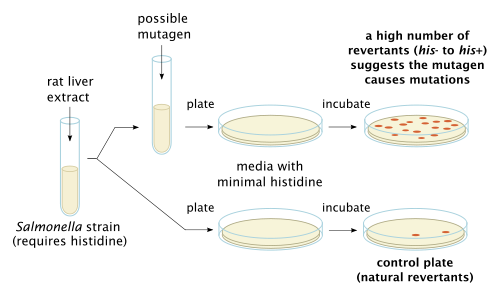 possible
mutagen
a high number of
revertants (his- to his+)
suggests the mutagen
causes mutations
rat liver
extract
plate
incubate
media with
minimal histidine
Salmonella strain
(requires histidine)
plate
incubate
control plate
(natural revertants)